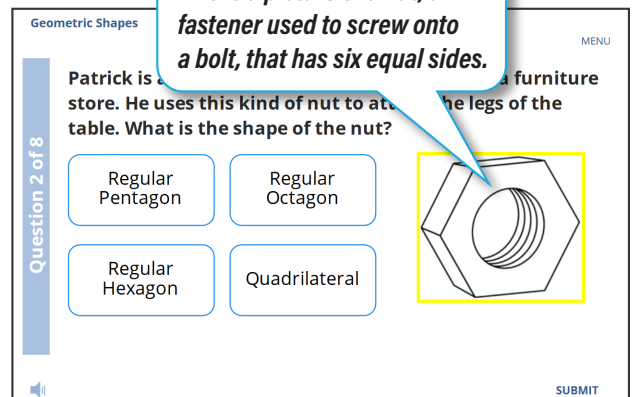 Geometric Shapes
fastener used to screw onto
a bolt, that has six equal sides.
MENU
Patrick is a furniture
store. He uses this kind of nut to he legs of the
table. What is the shape of the nut?
Question 2 of 8
Regular
Pentagon
Regular
Octagon
Regular
Hexagon
Quadrilateral
SUBMIT